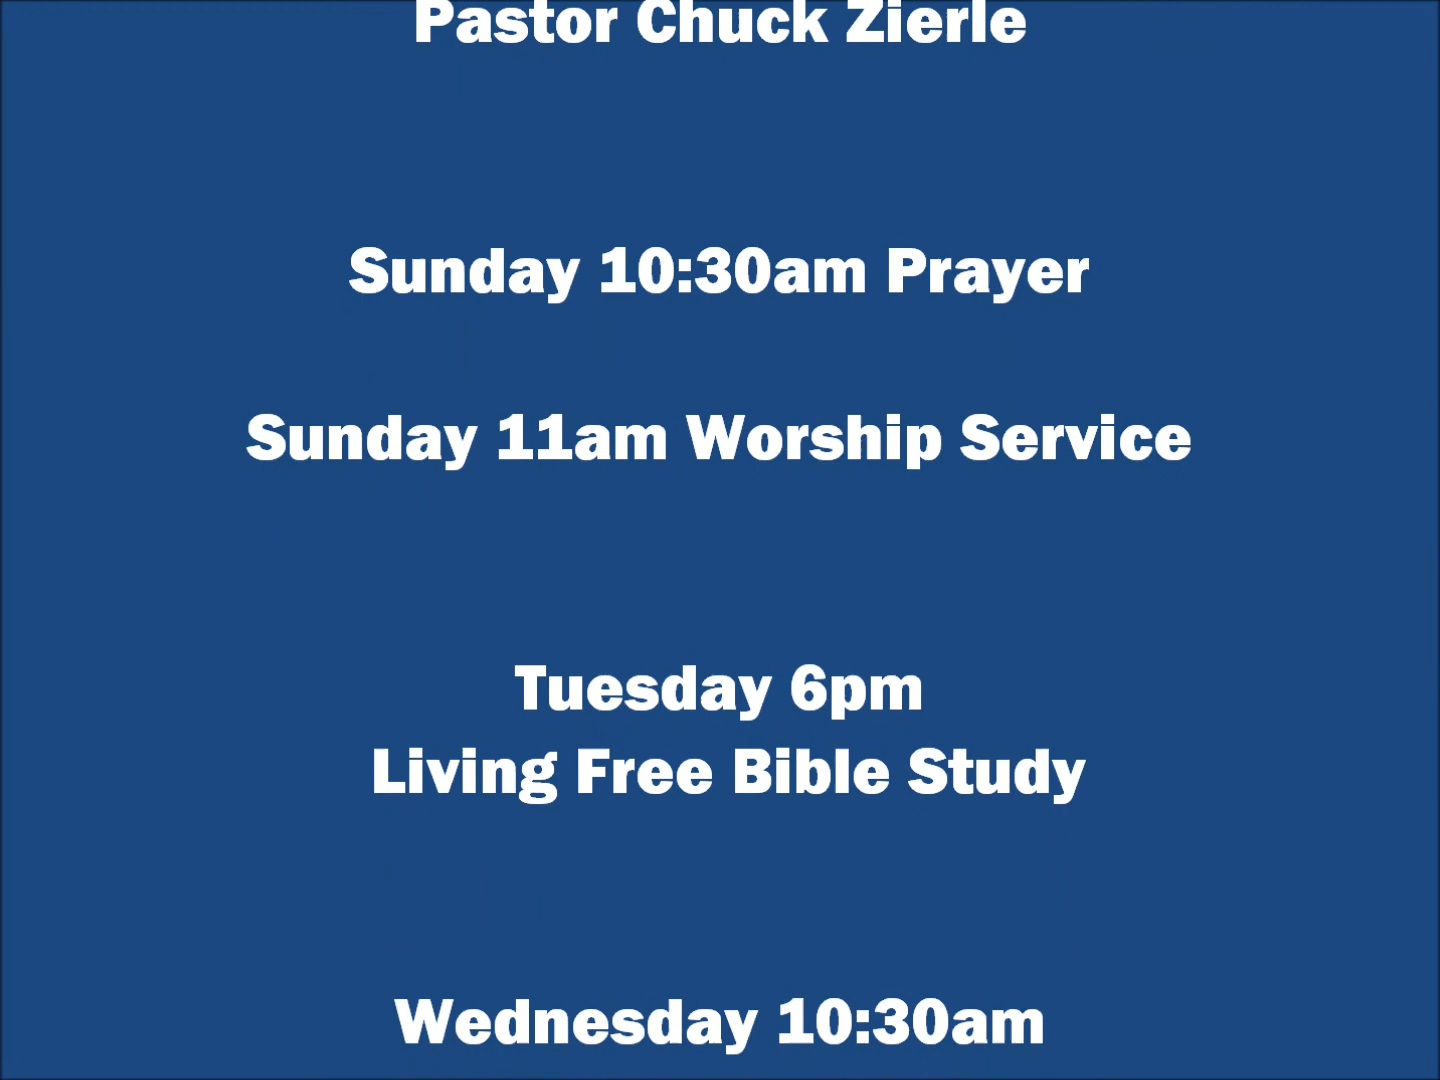 Pastor Chuck Zierle
Sunday 10:30am Prayer
Sunday 11am Worship Service
Tuesday 6pm
Living Free Bible Study
Wednesday 10:30am